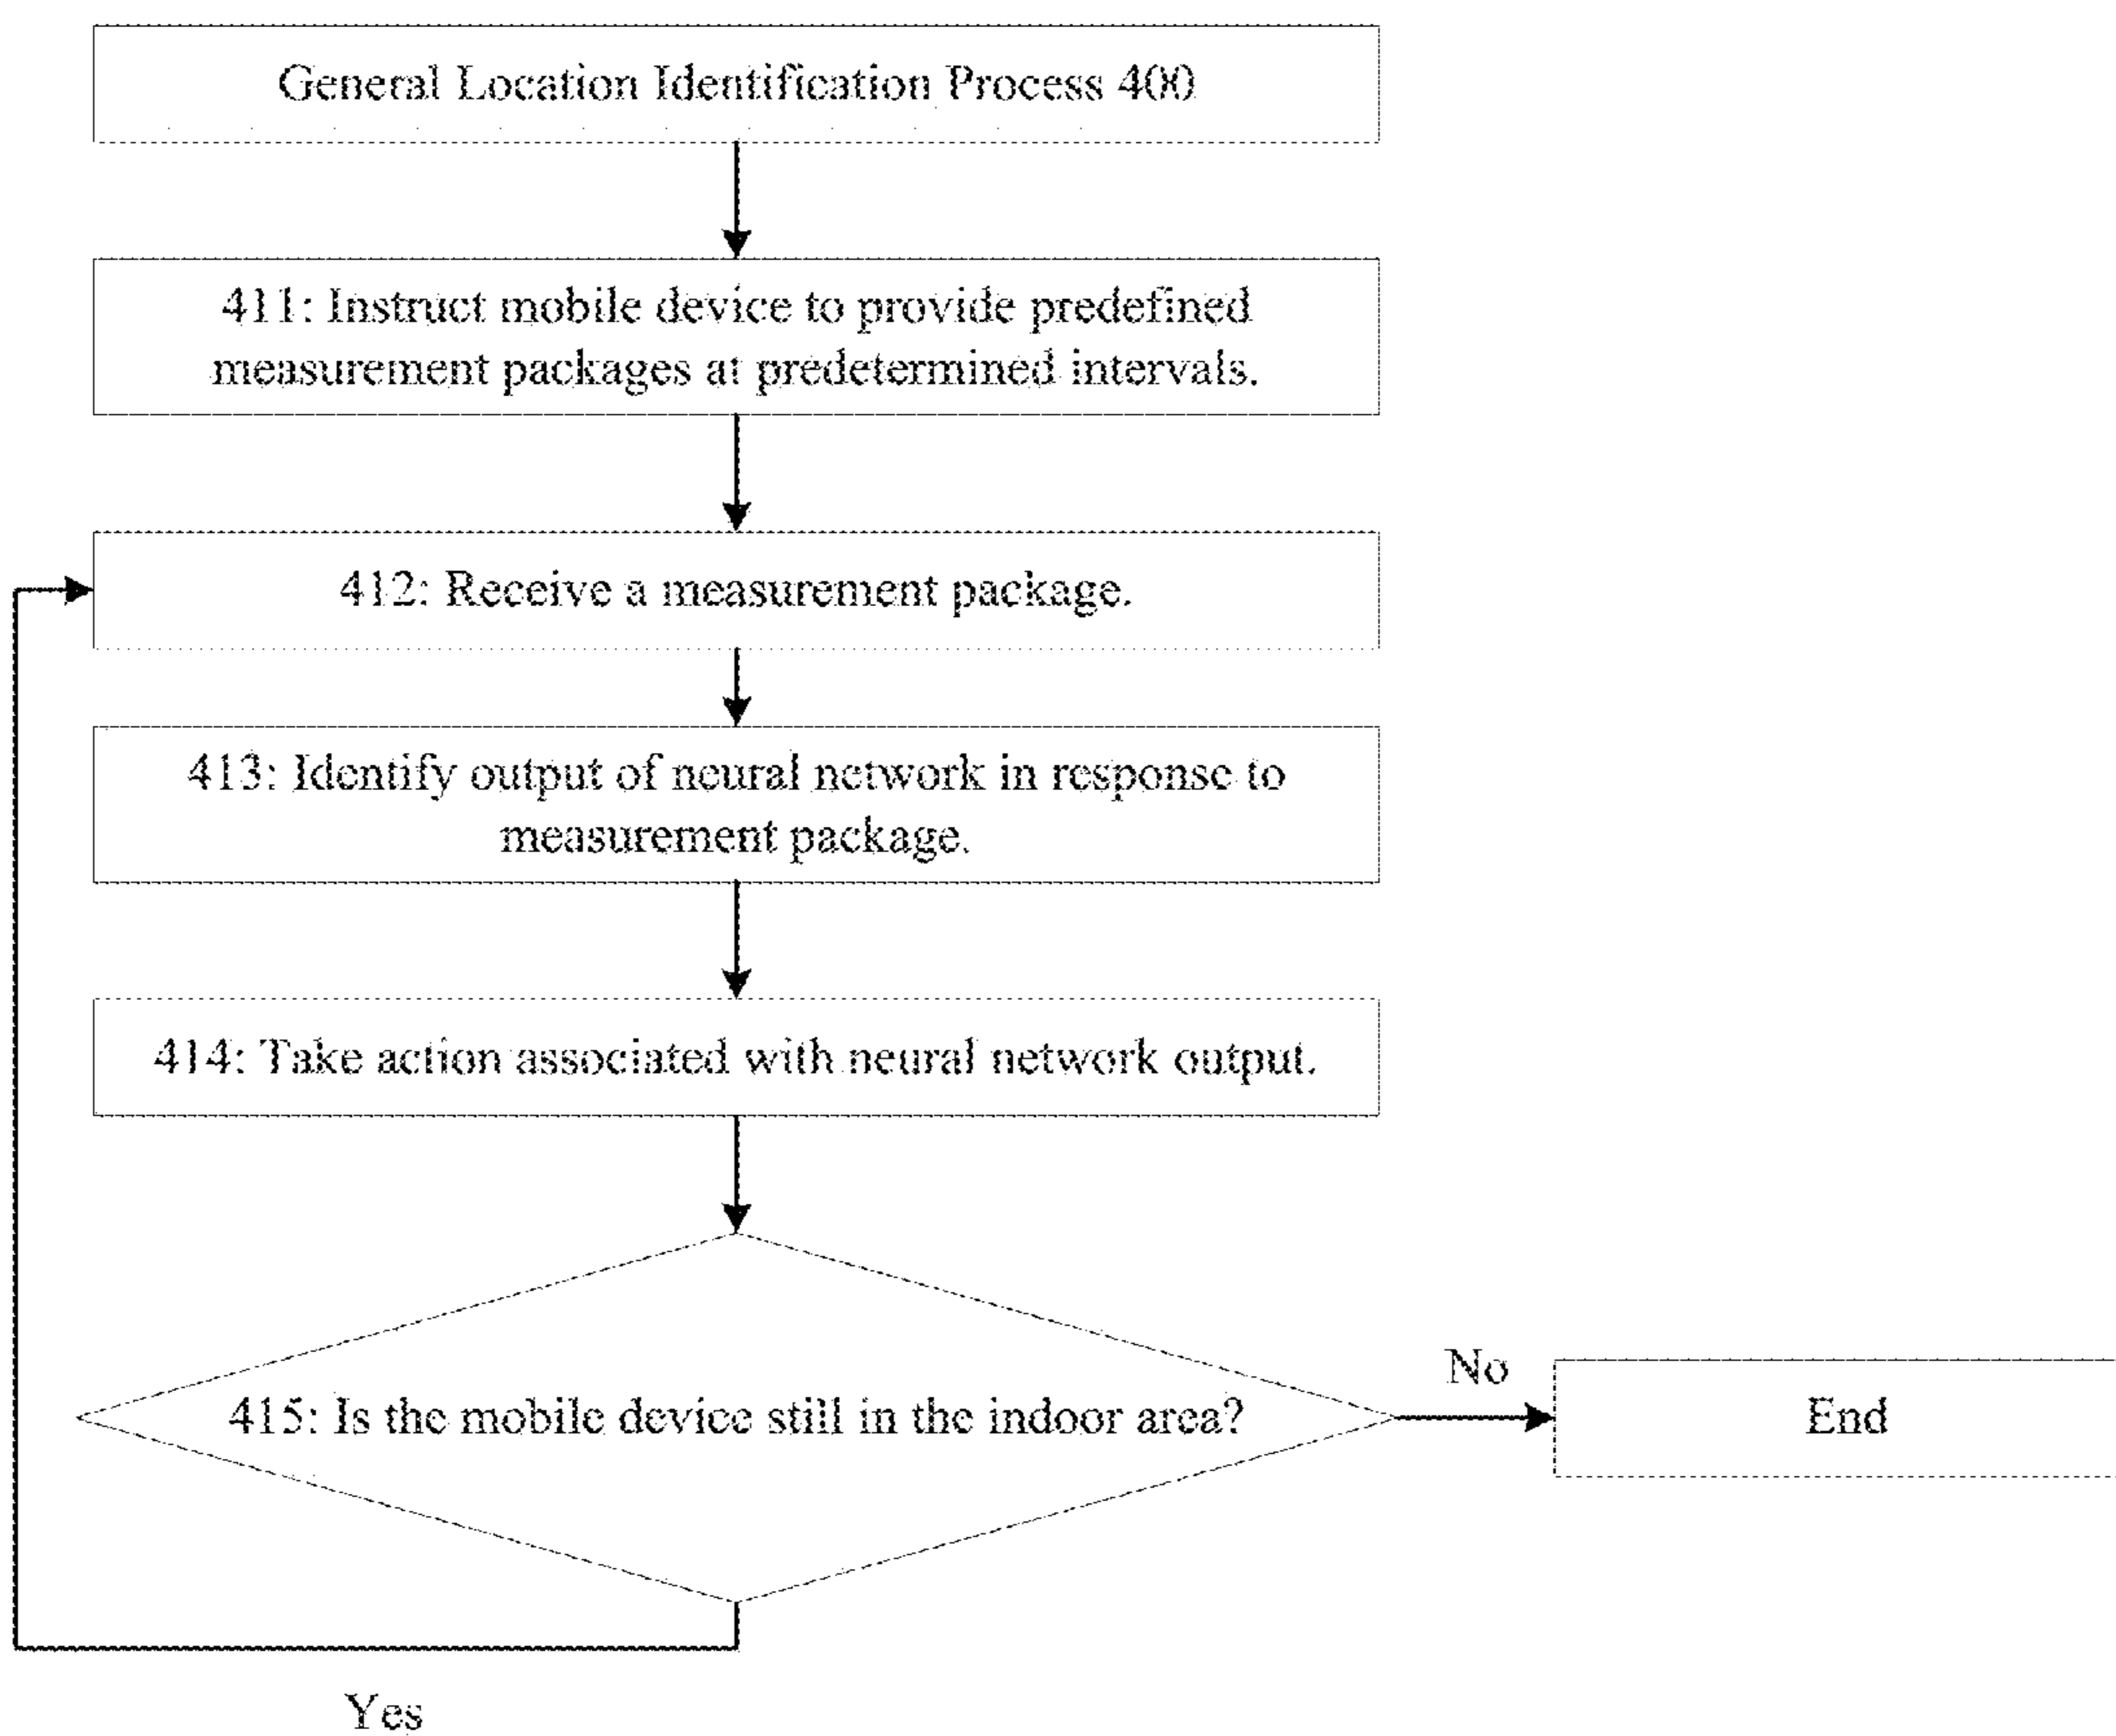 General Location Identification Process 400
411: Instruct mobile device to provide predefined
measurement packages at predetermined intervals.
412: Receive a measurement package.
413: Identify output of neural network in response to
measurement package.
414: Take action associated with neural network output.
415: Is the mobile device still in the indoor area?
No
End
Yes